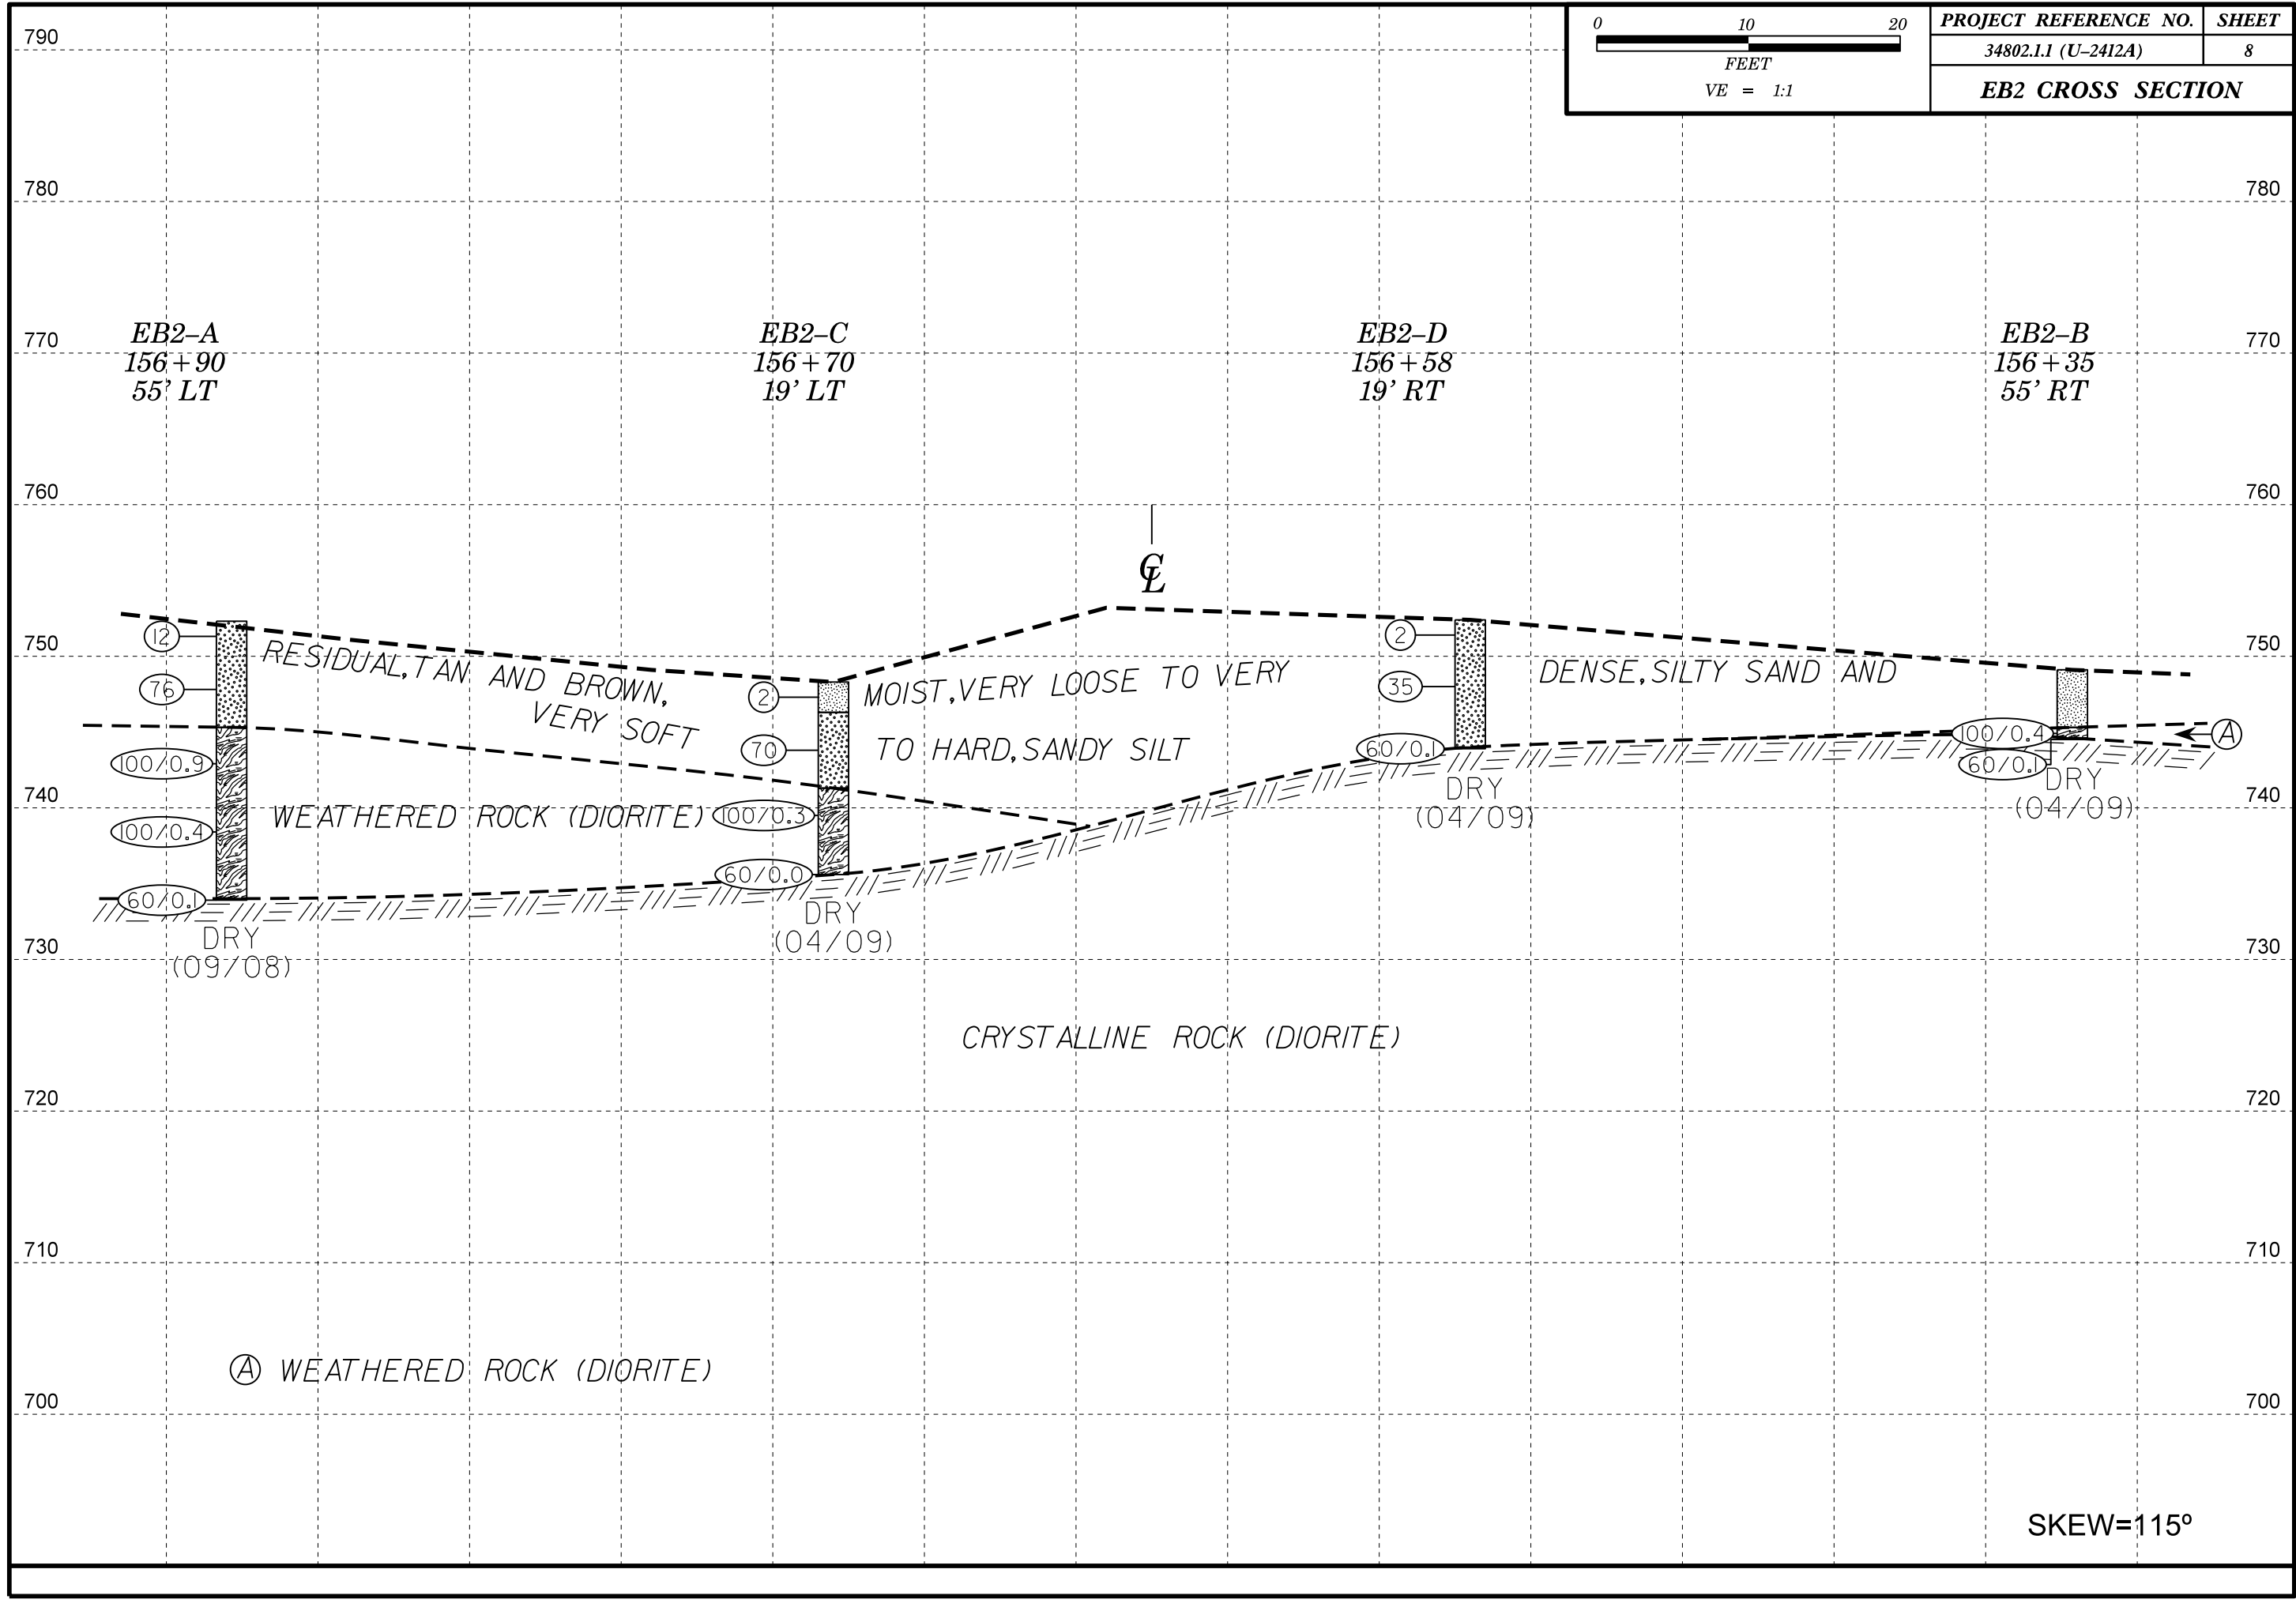 0 10 20
FEET
VE = 1:1
PROJECT REFERENCE NO. SHEET
34802.1.1 (U–2412A) 8
EB2 CROSS SECTION
790
780 780
EB2–A
156+90
55' LT
EB2–C
156+70
19' LT
EB2–D
156+58
19' RT
EB2–B
156+35
55' RT
770 770
760 760
℄
750 750
12
76
100/0.9
100/0.4
60/0.1
DRY
(09/08)
RESIDUAL, TAN AND BROWN,
VERY SOFT
2
70
100/0.3
60/0.0
DRY
(04/09)
MOIST, VERY LOOSE TO VERY
TO HARD, SANDY SILT
2
35
60/0.1
DRY
(04/09)
DENSE, SILTY SAND AND
100/0.4
60/0.1
DRY
(04/09)
A
WEATHERED ROCK (DIORITE)
740 740
730 730
CRYSTALLINE ROCK (DIORITE)
720 720
710 710
A WEATHERED ROCK (DIORITE)
700 700
SKEW=115º